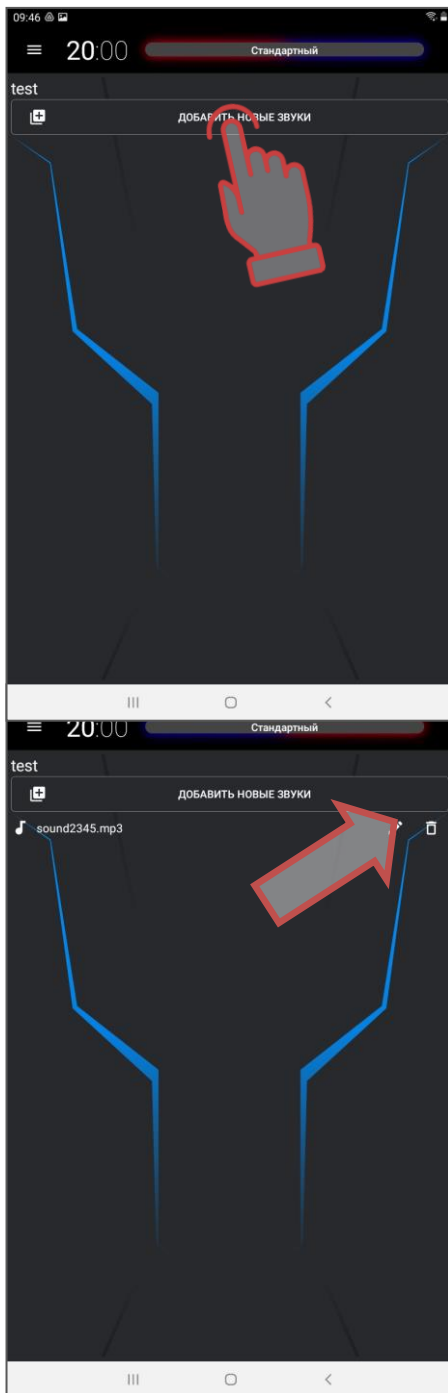 09:46
20:00
Стандартный
test
ДОБАВИТЬ НОВЫЕ ЗВУКИ
20:00
Стандартный
test
ДОБАВИТЬ НОВЫЕ ЗВУКИ
sound2345.mp3